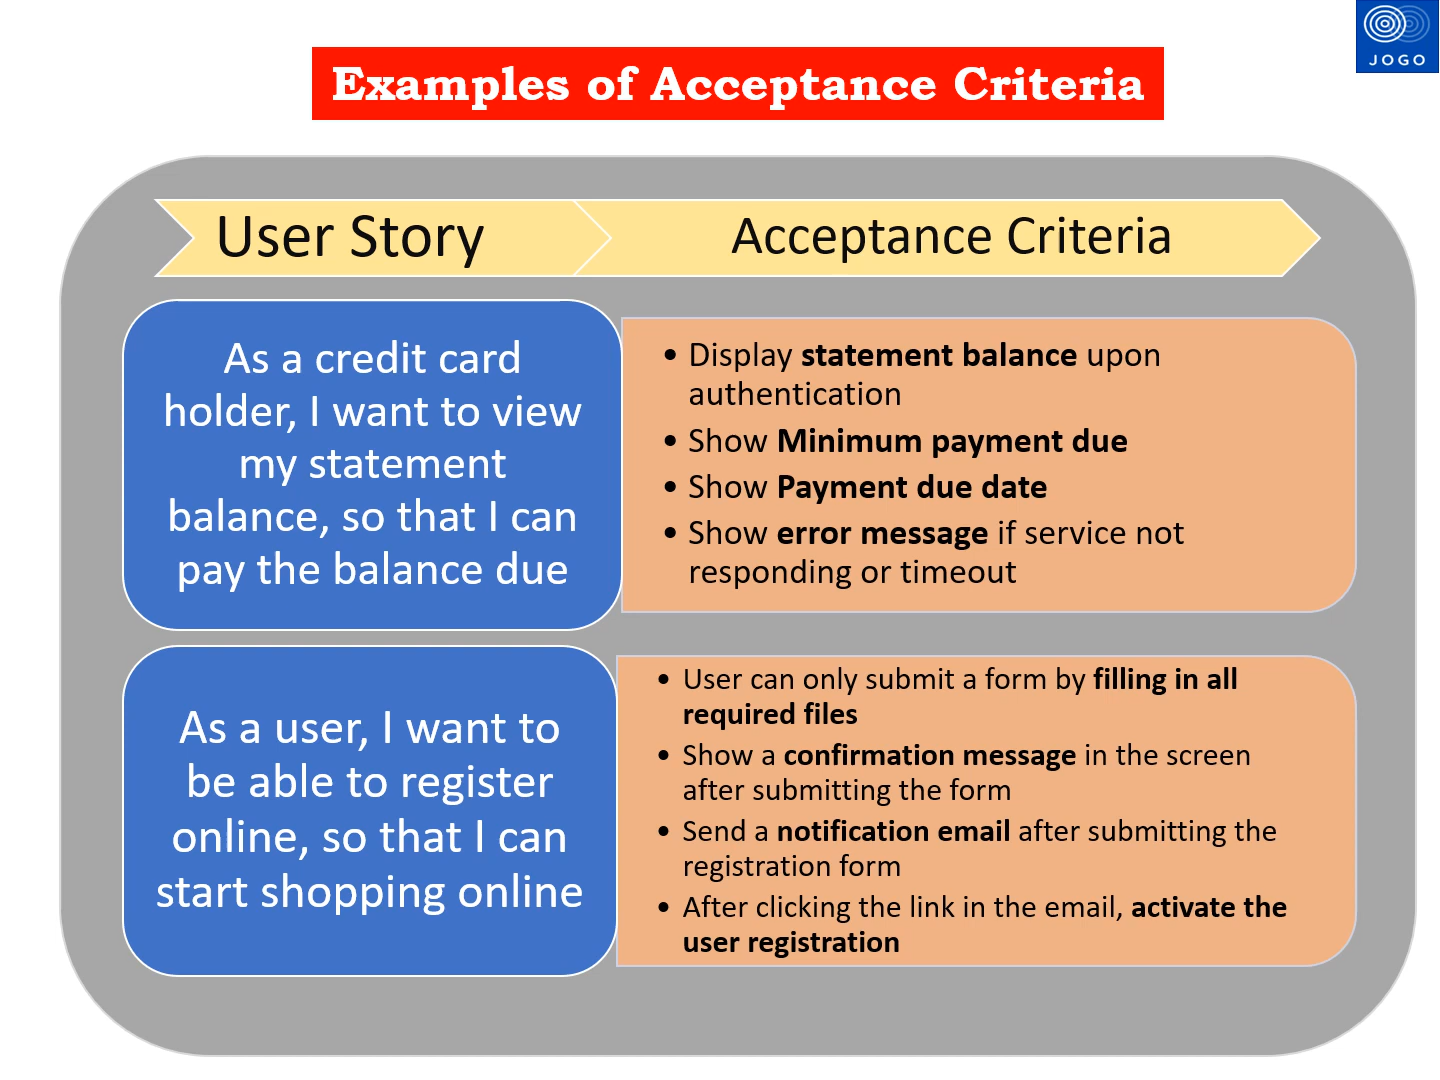 JOGO
Examples of Acceptance Criteria
User Story
Acceptance Criteria
As a credit card
holder, I want to view
my statement
balance, so that I can
pay the balance due
• Display statement balance upon
authentication
• Show Minimum payment due
• Show Payment due date
• Show error message if service not
responding or timeout
As a user, I want to
be able to register
online, so that I can
start shopping online
• User can only submit a form by filling in all
required files
• Show a confirmation message in the screen
after submitting the form
• Send a notification email after submitting the
registration form
• After clicking the link in the email, activate the
user registration